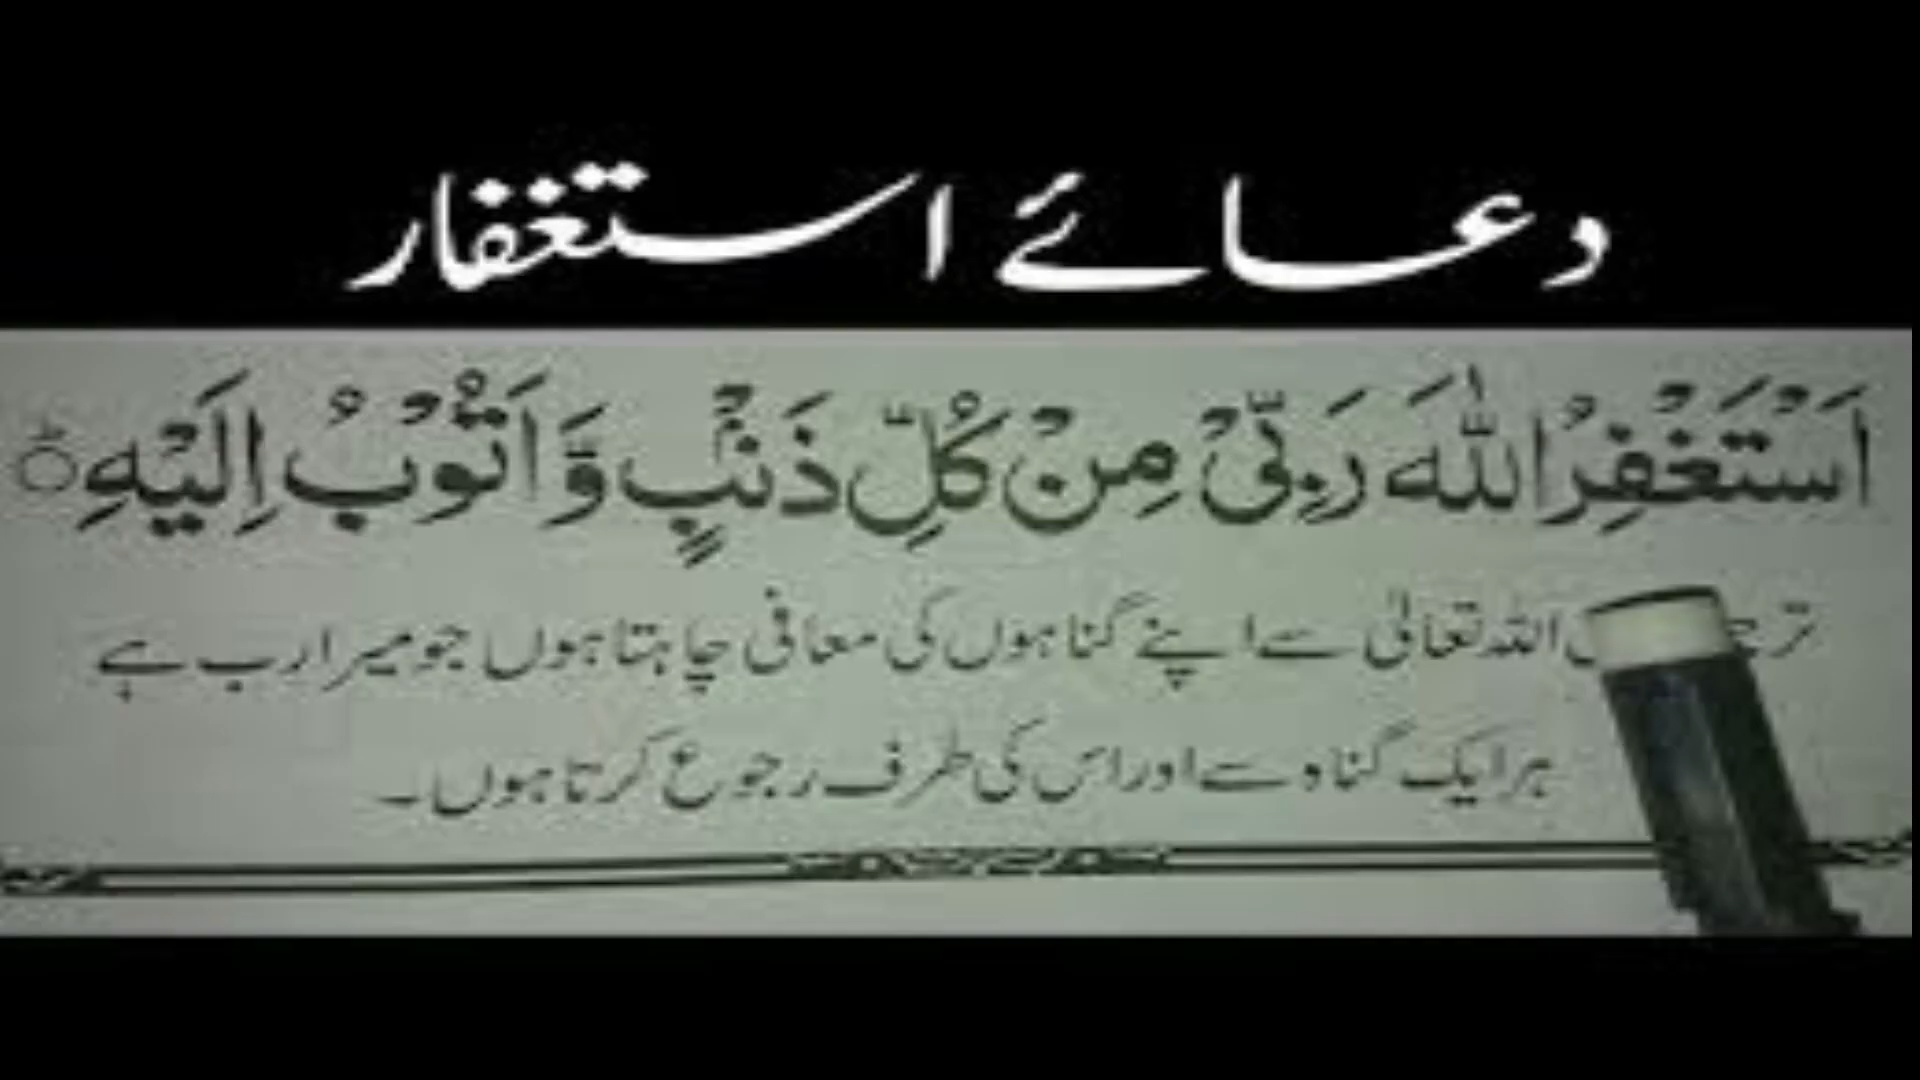 دعائے استغفار
اَسْتَغْفِرُ اللّٰهَ رَبِّیْ مِنْ كُلِّ ذَنْۢبٍ وَّاَتُوْبُ اِلَیْهِ ؕ
اللہ تعالٰی سے اپنے گناہوں کی معافی چاہتا ہوں جو میرا رب ہے
ہر ایک گناہ سے اور اس کی طرف رجوع کرتا ہوں۔